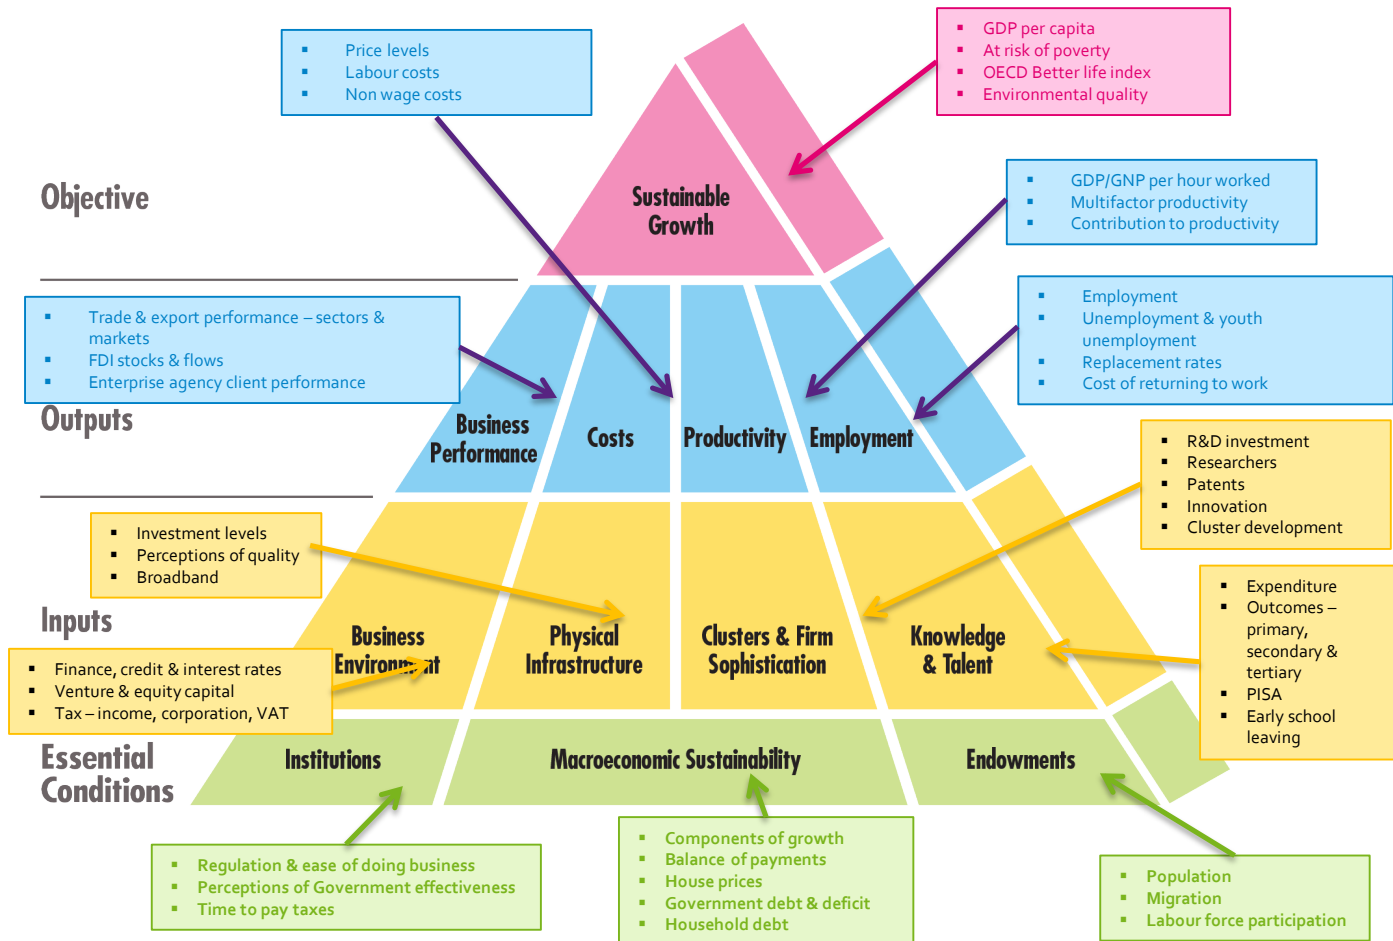 Price levels
Labour costs
Non wage costs
GDP per capita
At risk of poverty
OECD Better life index
Environmental quality
Objective
Sustainable
Growth
GDP/GNP per hour worked
Multifactor productivity
Contribution to productivity
Trade & export performance – sectors &
markets
FDI stocks & flows
Enterprise agency client performance
Employment
Unemployment & youth
unemployment
Replacement rates
Cost of returning to work
Outputs
Business
Performance
Costs
Productivity
Employment
R&D investment
Researchers
Patents
Innovation
Cluster development
Investment levels
Perceptions of quality
Broadband
Inputs
Business
Environment
Physical
Infrastructure
Clusters & Firm
Sophistication
Knowledge
& Talent
Expenditure
Outcomes –
primary,
secondary &
tertiary
PISA
Early school
leaving
Finance, credit & interest rates
Venture & equity capital
Tax – income, corporation, VAT
Essential
Conditions
Institutions
Macroeconomic Sustainability
Endowments
Regulation & ease of doing business
Perceptions of Government effectiveness
Time to pay taxes
Components of growth
Balance of payments
House prices
Government debt & deficit
Household debt
Population
Migration
Labour force participation